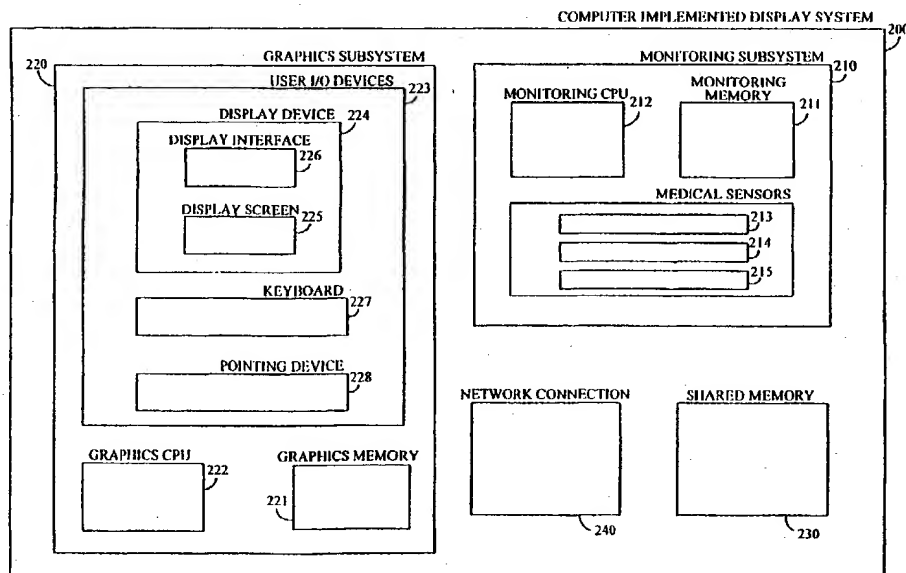 COMPUTER IMPLEMENTED DISPLAY SYSTEM
200
GRAPHICS SUBSYSTEM
220
USER I/O DEVICES
223
DISPLAY DEVICE
224
DISPLAY INTERFACE
226
DISPLAY SCREEN
225
KEYBOARD
227
POINTING DEVICE
228
GRAPHICS CPU
222
GRAPHICS MEMORY
221
MONITORING SUBSYSTEM
210
MONITORING CPU
212
MONITORING
MEMORY
211
MEDICAL SENSORS
213
214
215
NETWORK CONNECTION
240
SHARED MEMORY
230